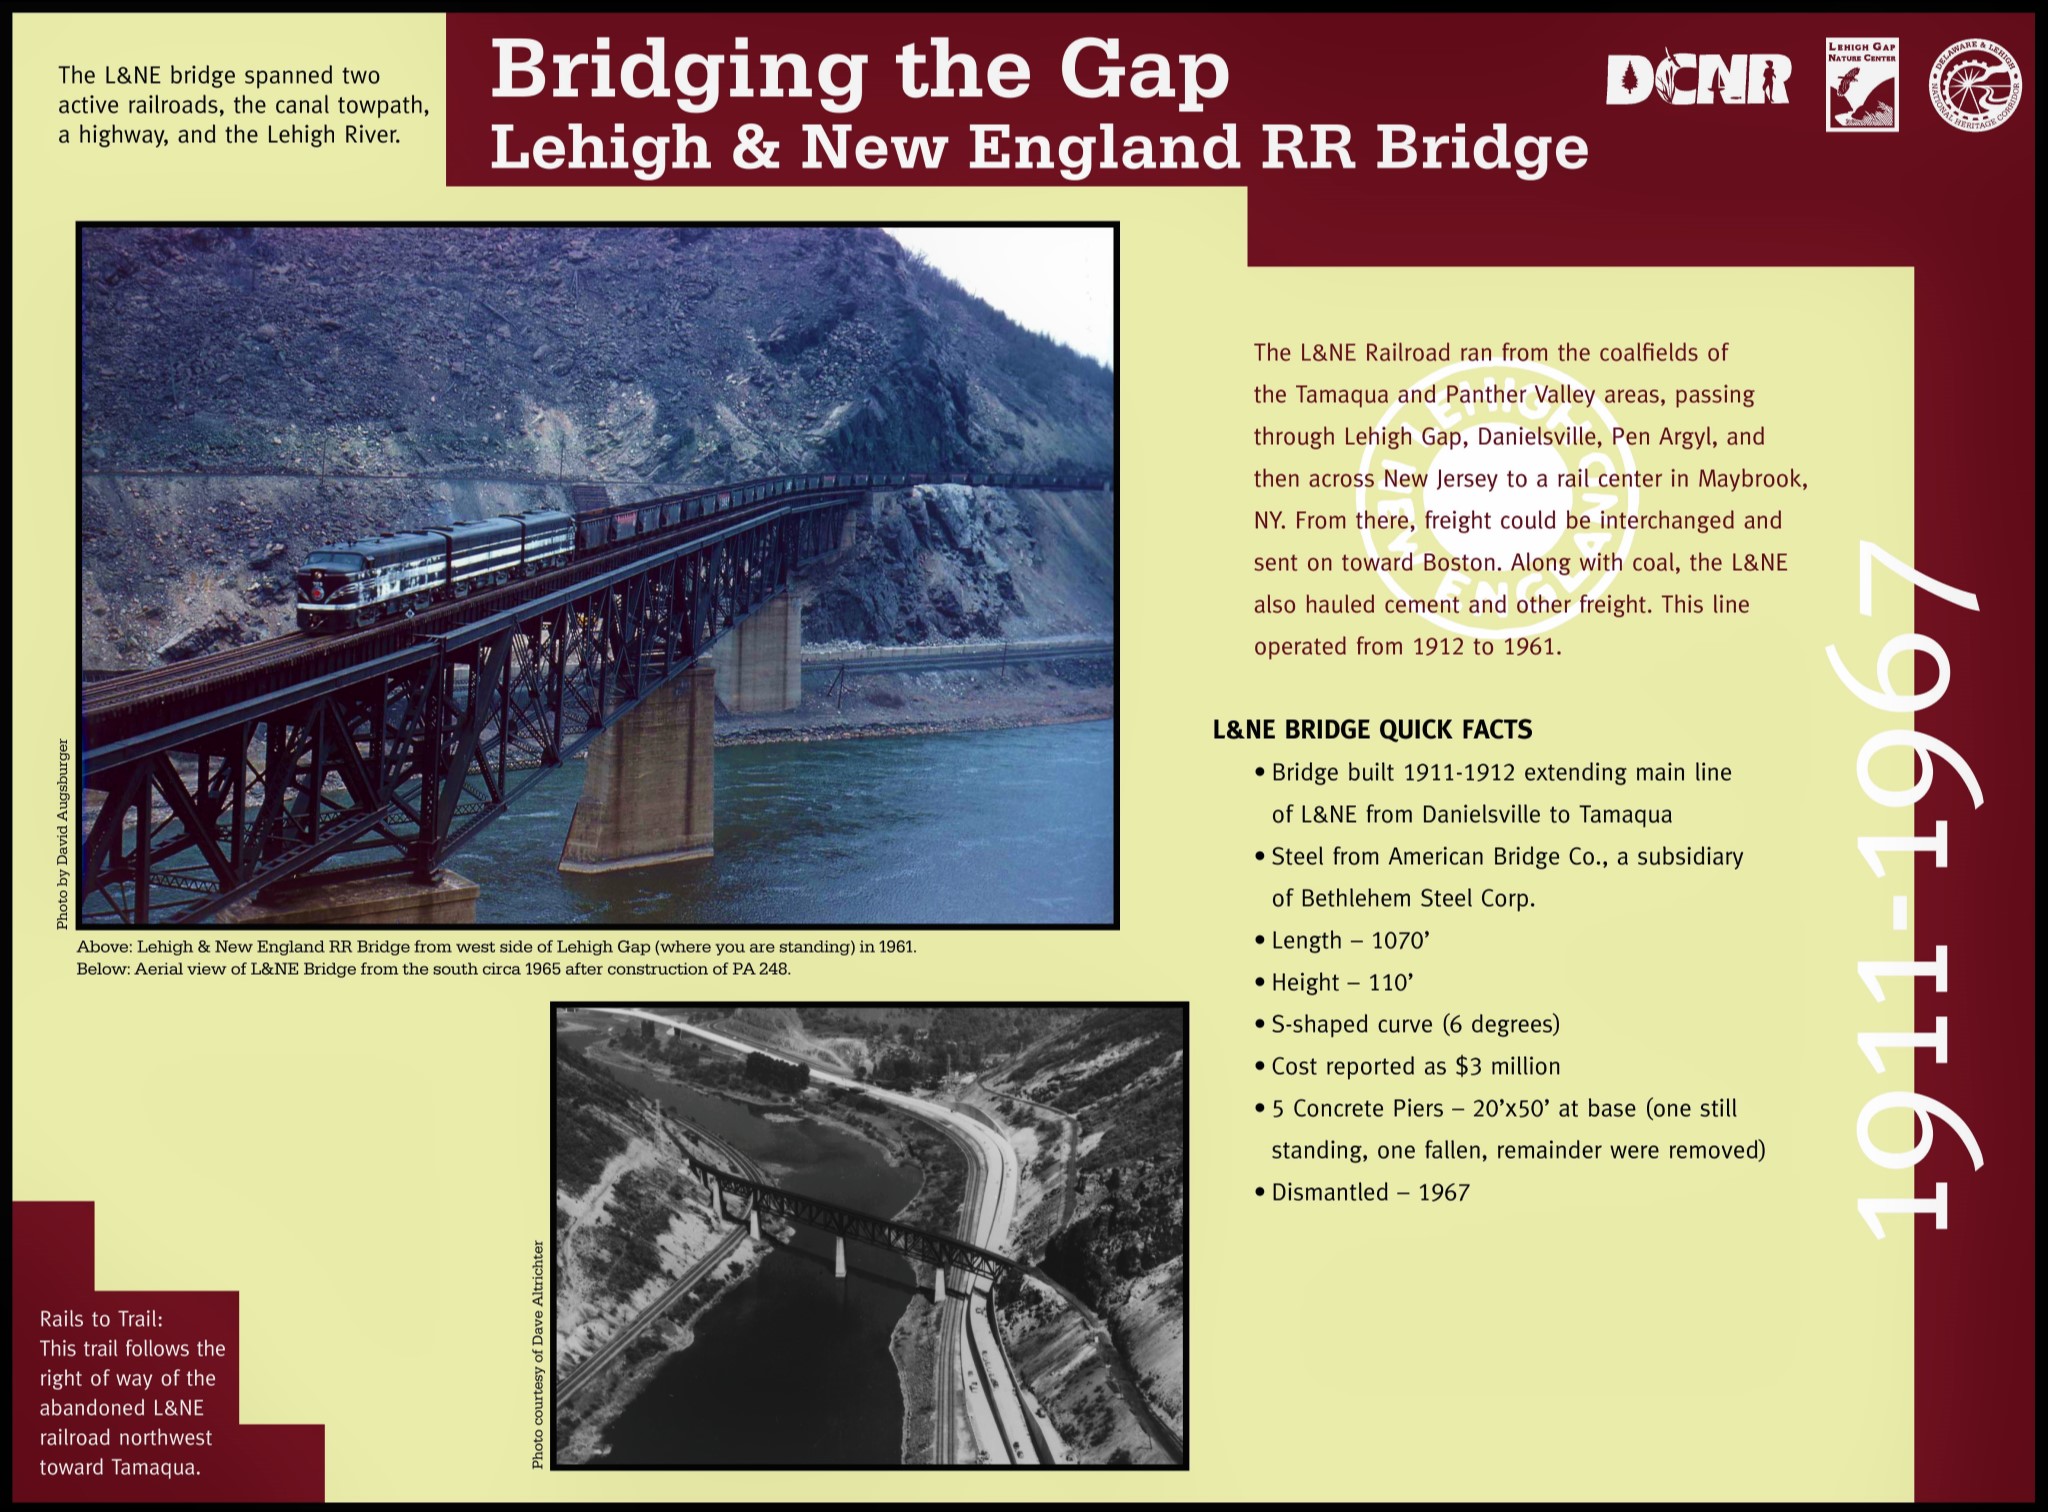 The L&NE bridge spanned two
active railroads, the canal towpath,
a highway, and the Lehigh River.
Bridging the Gap
Lehigh & New England RR Bridge
DCNR
LEHIGH GAP
NATURE CENTER
DELAWARE & LEHIGH
NATIONAL HERITAGE CORRIDOR
Photo by David Augsburger
Above: Lehigh & New England RR Bridge from west side of Lehigh Gap (where you are standing) in 1961.
Below: Aerial view of L&NE Bridge from the south circa 1965 after construction of PA 248.
Photo courtesy of Dave Altrichter
Rails to Trail:
This trail follows the
right of way of the
abandoned L&NE
railroad northwest
toward Tamaqua.
LEHIGH AND
NEW ENGLAND
The L&NE Railroad ran from the coalfields of
the Tamaqua and Panther Valley areas, passing
through Lehigh Gap, Danielsville, Pen Argyl, and
then across New Jersey to a rail center in Maybrook,
NY. From there, freight could be interchanged and
sent on toward Boston. Along with coal, the L&NE
also hauled cement and other freight. This line
operated from 1912 to 1961.
L&NE BRIDGE QUICK FACTS
• Bridge built 1911-1912 extending main line
of L&NE from Danielsville to Tamaqua
• Steel from American Bridge Co., a subsidiary
of Bethlehem Steel Corp.
• Length – 1070’
• Height – 110’
• S-shaped curve (6 degrees)
• Cost reported as $3 million
• 5 Concrete Piers – 20’x50’ at base (one still
standing, one fallen, remainder were removed)
• Dismantled – 1967
1911-1967